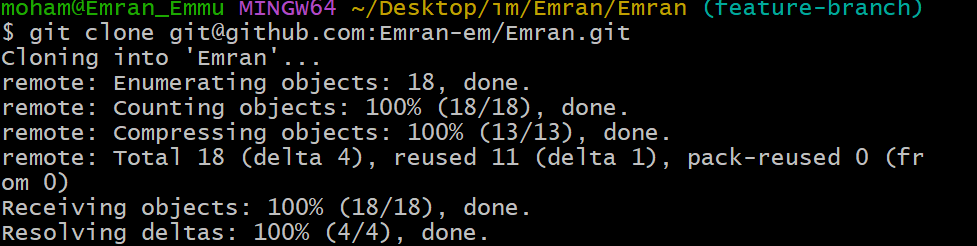 moham@Emran_Emmu MINGW64 ~/Desktop/im/Emran/Emran (feature-branch)
$ git clone git@github.com:Emran-em/Emran.git
Cloning into 'Emran'...
remote: Enumerating objects: 18, done.
remote: Counting objects: 100% (18/18), done.
remote: Compressing objects: 100% (13/13), done.
remote: Total 18 (delta 4), reused 11 (delta 1), pack-reused 0 (fr
om 0)
Receiving objects: 100% (18/18), done.
Resolving deltas: 100% (4/4), done.